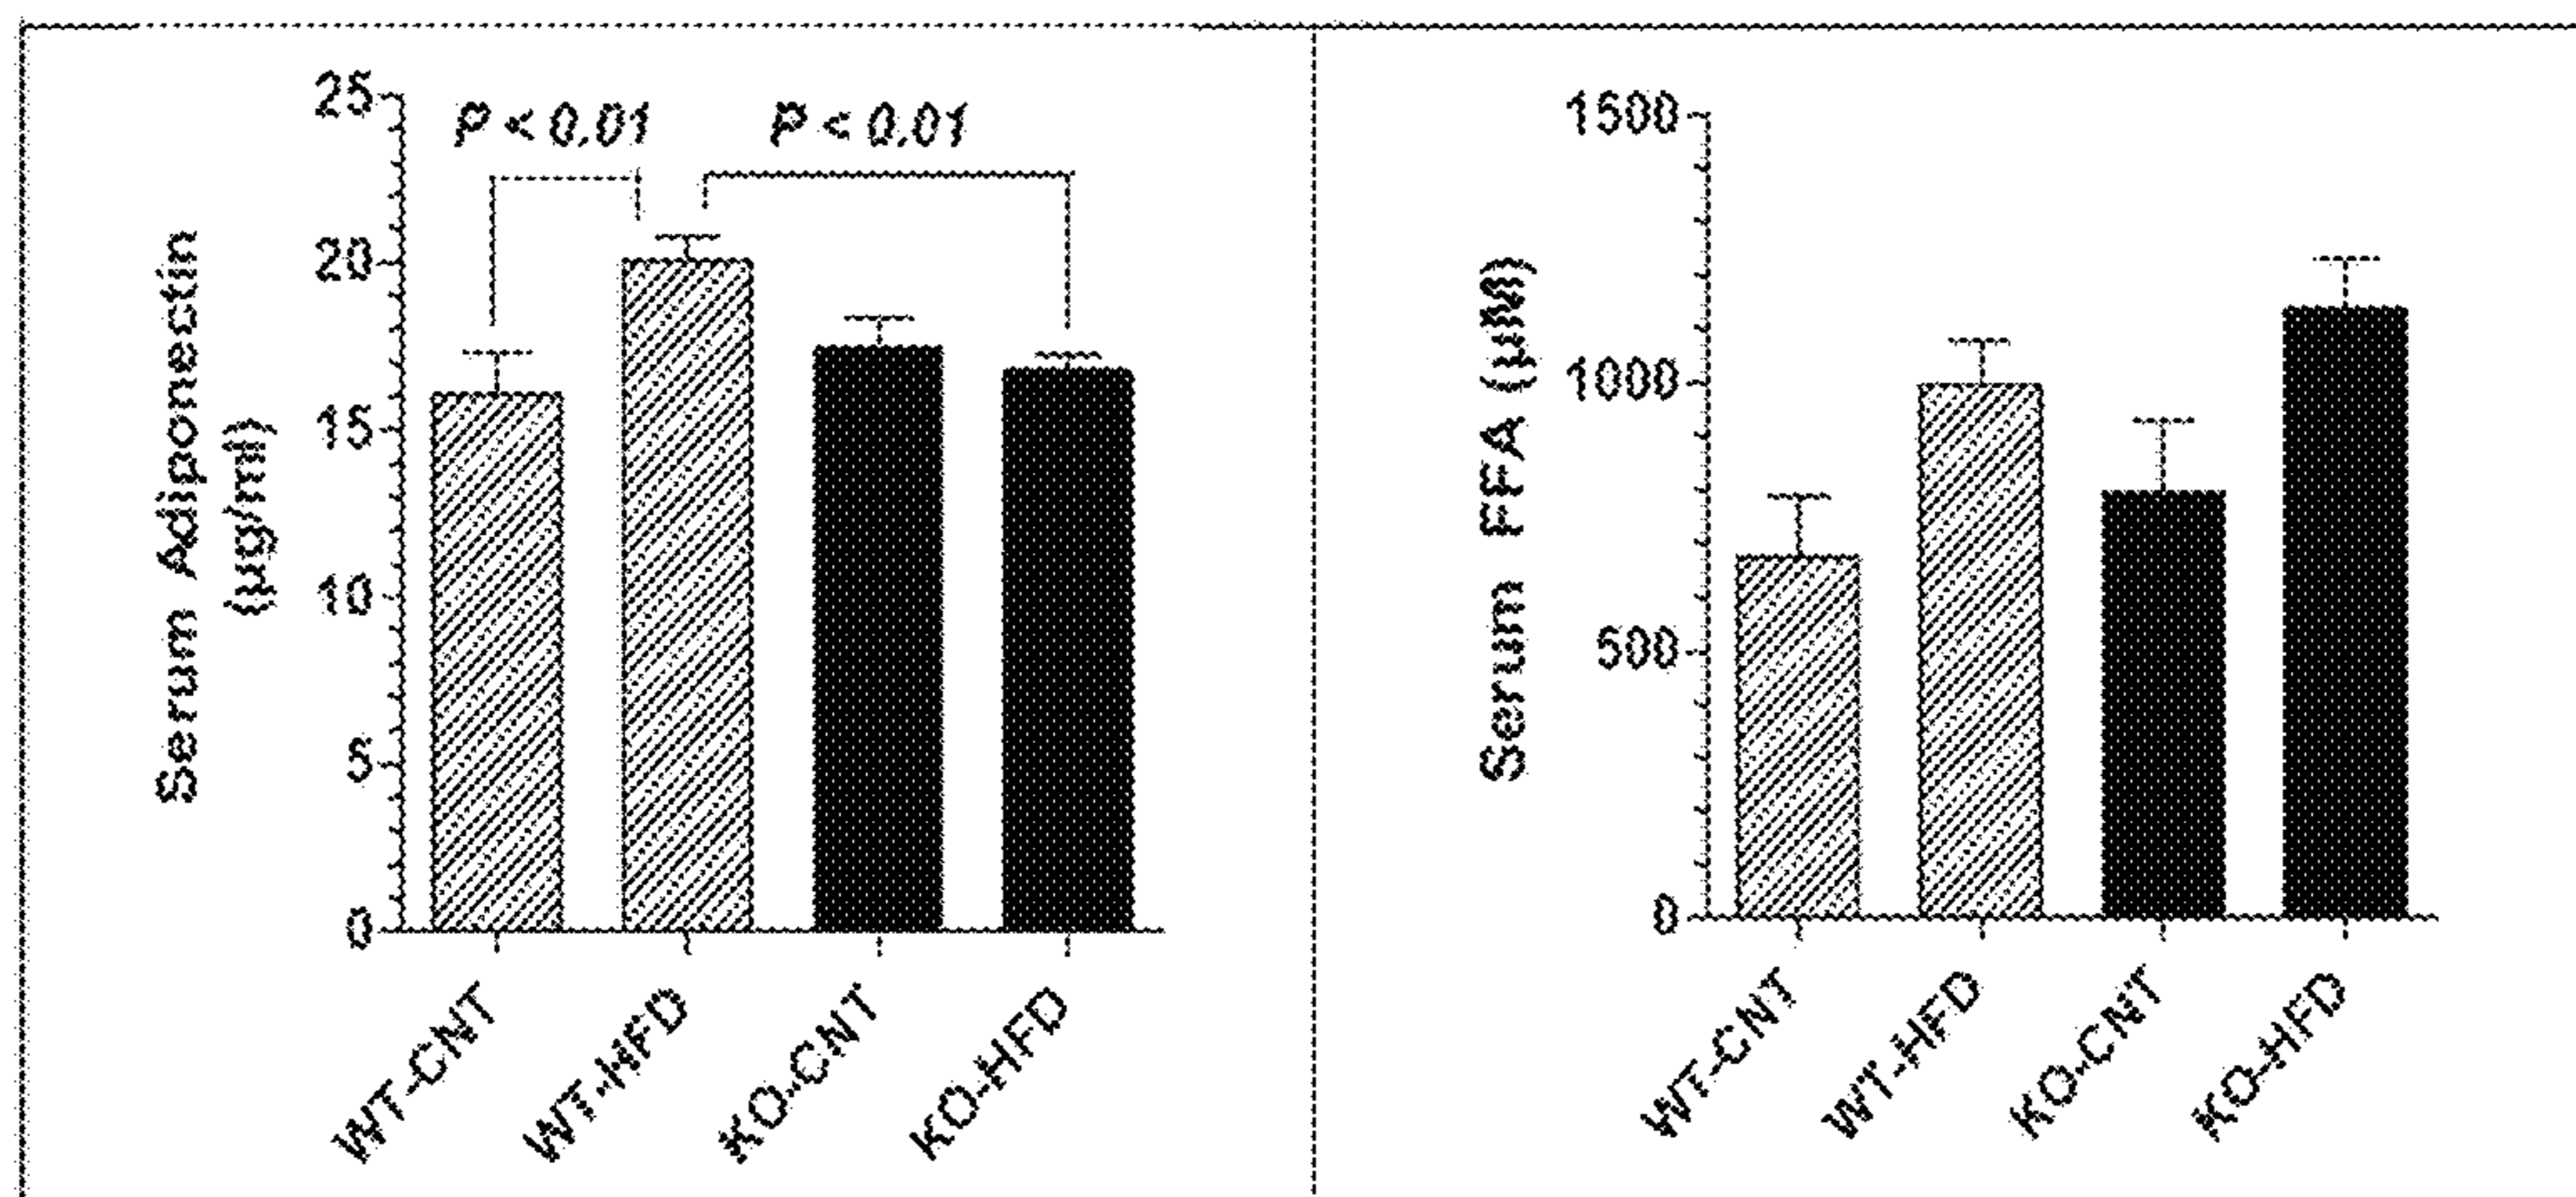 Serum Adiponectin
(µg/ml)
25
20
15
10
5
0
P < 0.01
P < 0.01
WT-CNT
WT-HFD
KO-CNT
KO-HFD
Serum FFA (µM)
1500
1000
500
0
WT-CNT
WT-HFD
KO-CNT
KO-HFD